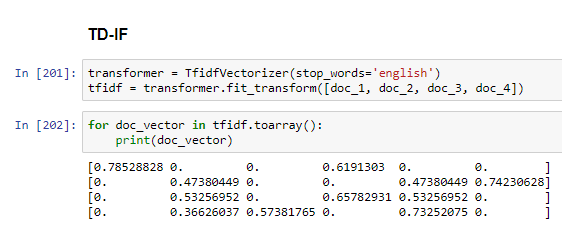 TD-IF
In [201]: transformer = TfidfVectorizer(stop_words='english')
tfidf = transformer.fit_transform([doc_1, doc_2, doc_3, doc_4])
In [202]: for doc_vector in tfidf.toarray():
    print(doc_vector)
[0.78528828 0.         0.         0.6191303  0.         0.        ]
[0.         0.47380449 0.         0.         0.47380449 0.74230628]
[0.         0.53256952 0.         0.65782931 0.53256952 0.        ]
[0.         0.36626037 0.57381765 0.         0.73252075 0.        ]